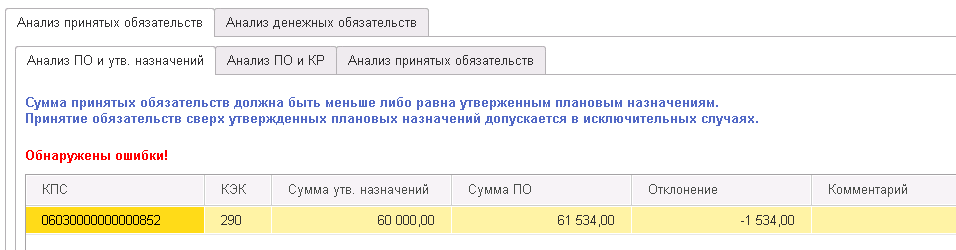 Анализ принятых обязательств Анализ денежных обязательств
Анализ ПО и утв. назначений Анализ ПО и КР Анализ принятых обязательств
Сумма принятых обязательств должна быть меньше либо равна утвержденным плановым назначениям.
Принятие обязательств сверх утвержденных плановых назначений допускается в исключительных случаях.
Обнаружены ошибки!
КПС КЭК Сумма утв. назначений Сумма ПО Отклонение Комментарий
06030000000000852 290 60 000,00 61 534,00 -1 534,00